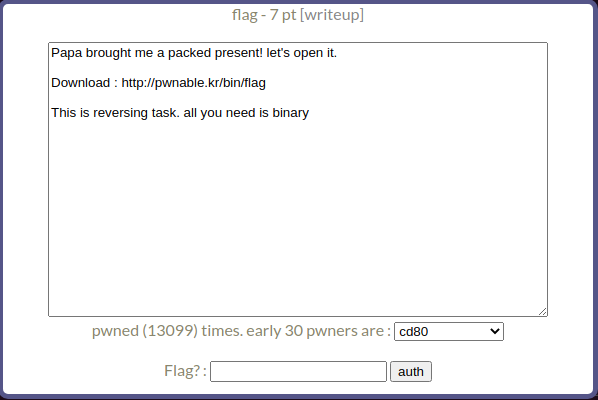 flag - 7 pt [writeup]
Papa brought me a packed present! let's open it.
Download : http://pwnable.kr/bin/flag
This is reversing task. all you need is binary
pwned (13099) times. early 30 pwners are : cd80
Flag? : auth